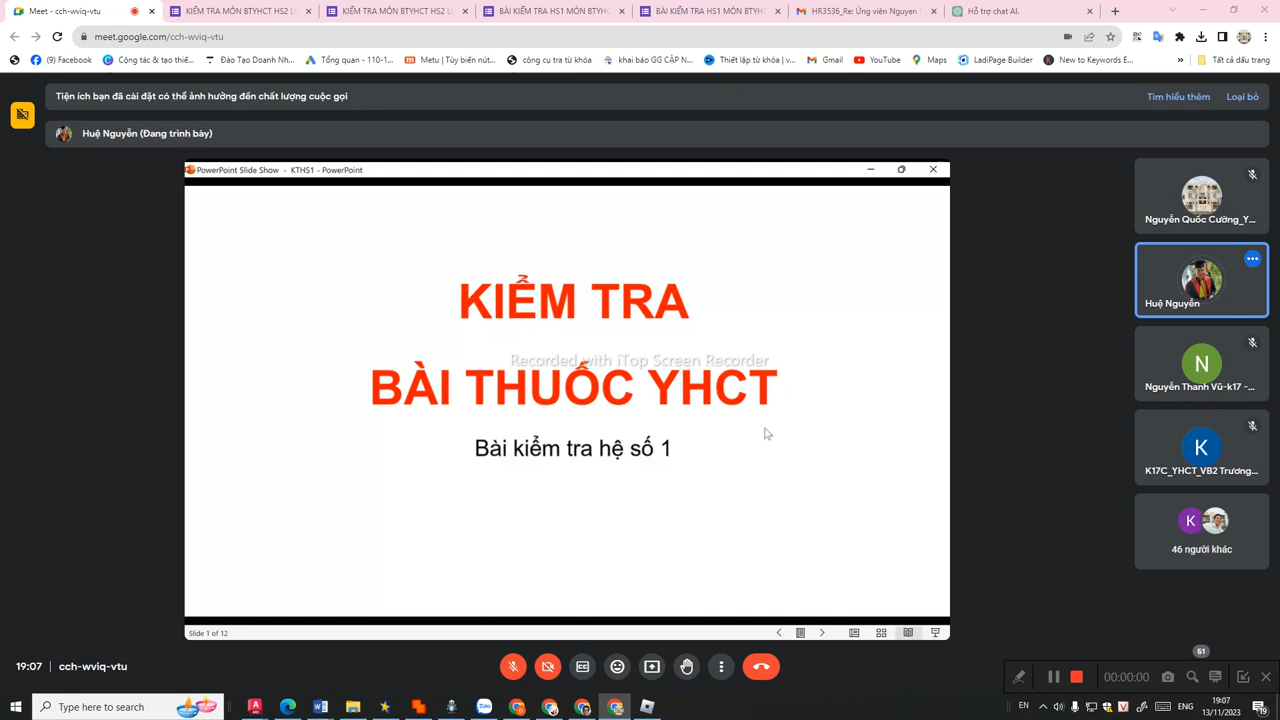 Meet - cch-wviq-vtu
KIỂM TRA MÔN BTYHCT HS2 L
KIỂM TRA MÔN BTYHCT HS2 L
BÀI KIỂM TRA HS1 MÔN BTYHC
BÀI KIỂM TRA HS1 MÔN BTYH
HR3536_Re: Ứng viên Nguyen
Hỗ trợ chat AI.
meet.google.com/cch-wviq-vtu
(9) Facebook
Công cụ tác & tạo thiế...
Đào Tạo Doanh Nh...
Tổng quan - 110-1...
Metu | Tùy biến nút...
công cụ tra từ khóa
khai báo GG CẬP N...
Thiết lập từ khóa | v...
Gmail
YouTube
Maps
LadiPage Builder
New to Keywords E...
»
Tất cả dấu trang
Tiện ích bạn đã cài đặt có thể ảnh hưởng đến chất lượng cuộc gọi
Tìm hiểu thêm
Loại bỏ
Huệ Nguyễn (Đang trình bày)
PowerPoint Slide Show - KTHS1 - PowerPoint
KIỂM TRA
Recorded with iTop Screen Recorder
BÀI THUỐC YHCT
Bài kiểm tra hệ số 1
Slide 1 of 12
Nguyễn Quốc Cường_Y...
Huệ Nguyễn
N
Nguyễn Thanh Vũ-k17 -...
K
K17C_YHCT_VB2 Trương...
K
46 người khác
51
19:07
cch-wviq-vtu
00:00:00
Type here to search
EN
19:07
ENG
13/11/2023